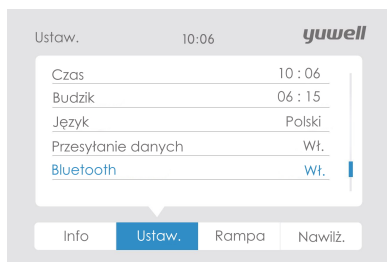 Ustaw. 10:06 yuwell
Czas 10 : 06
Budzik 06 : 15
Język Polski
Przesyłanie danych Wł.
Bluetooth Wł.
Info Ustaw. Rampa Nawilż.